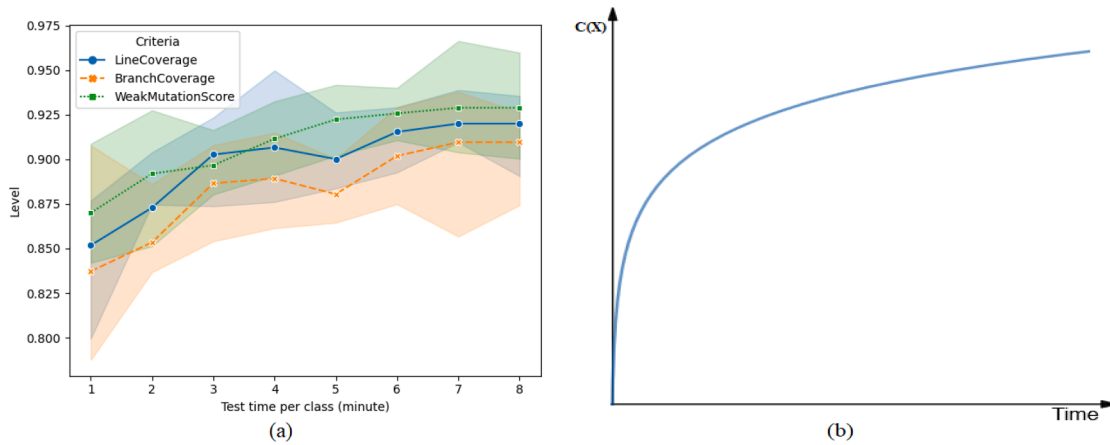 0.975
0.950
0.925
0.900
0.875
0.850
0.825
0.800
Level
Criteria
LineCoverage
BranchCoverage
WeakMutationScore
1 2 3 4 5 6 7 8
Test time per class (minute)
(a)
C(X)
Time
(b)